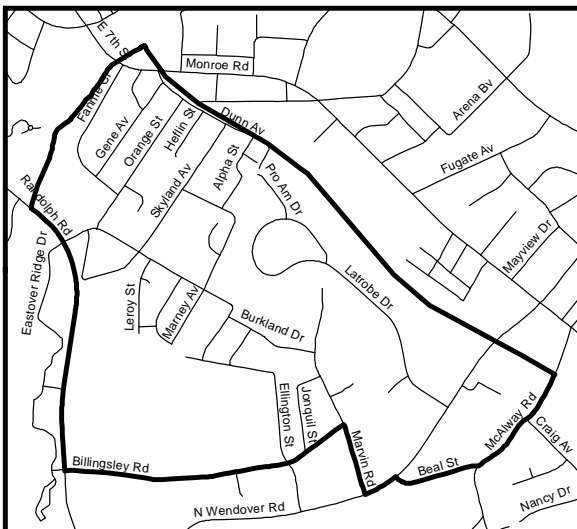 E 7th S
Monroe Rd
Fannie Ci
Arena Bv
Gene Av
Orange St
Heflin St
Dunn Av
Fugate Av
Skyland Av
Alpha St
Pro Am Dr
Randolph Rd
Mayview Dr
Eastover Ridge Dr
Latrobe Dr
Leroy St
Marney Av
Burkland Dr
Ellington St
Jonquil St
McAlway Rd
Craig Av
Marvin Rd
Billingsley Rd
Beal St
Nancy Dr
N Wendover Rd